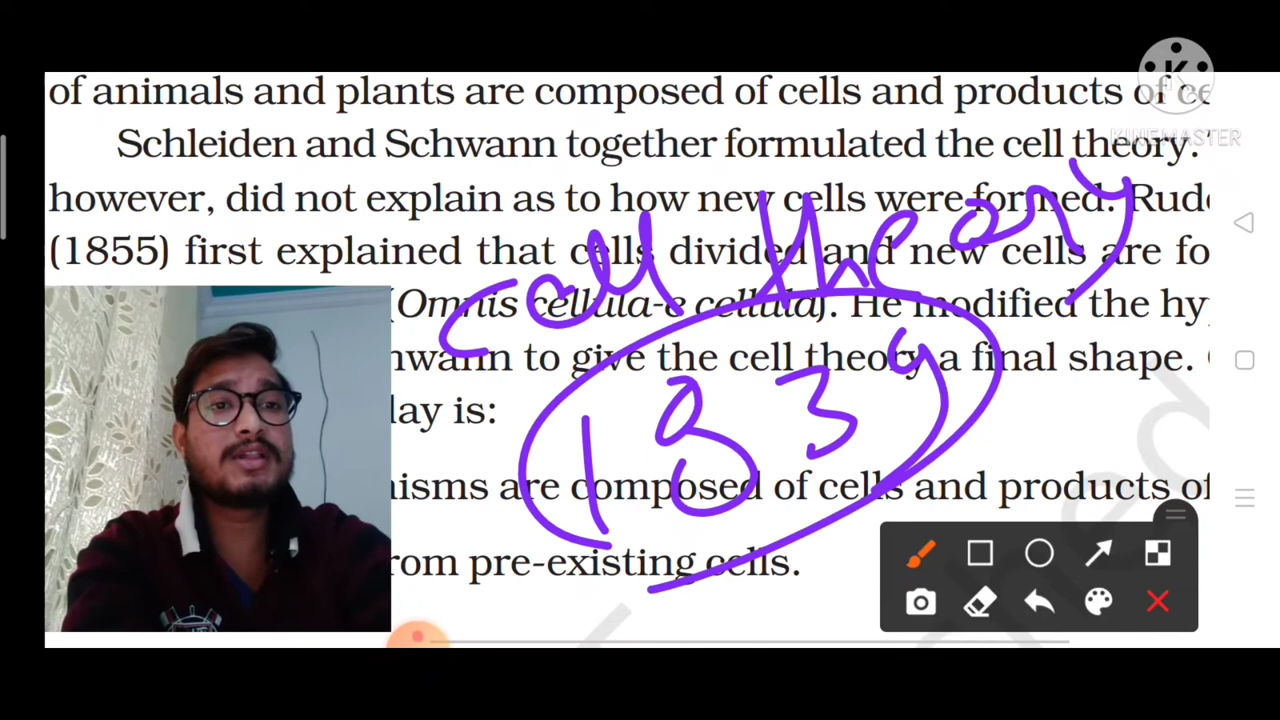 of animals and plants are composed of cells and products of ce
Schleiden and Schwann together formulated the cell theory.
however, did not explain as to how new cells were formed. Rud
(1855) first explained that cells divided and new cells are fo
(Omnis cellula-e cellula). He modified the hy
hwann to give the cell theory a final shape.
lay is:
nisms are composed of cells and products of
rom pre-existing cells.
cell theory
1839
K
KINEMASTER